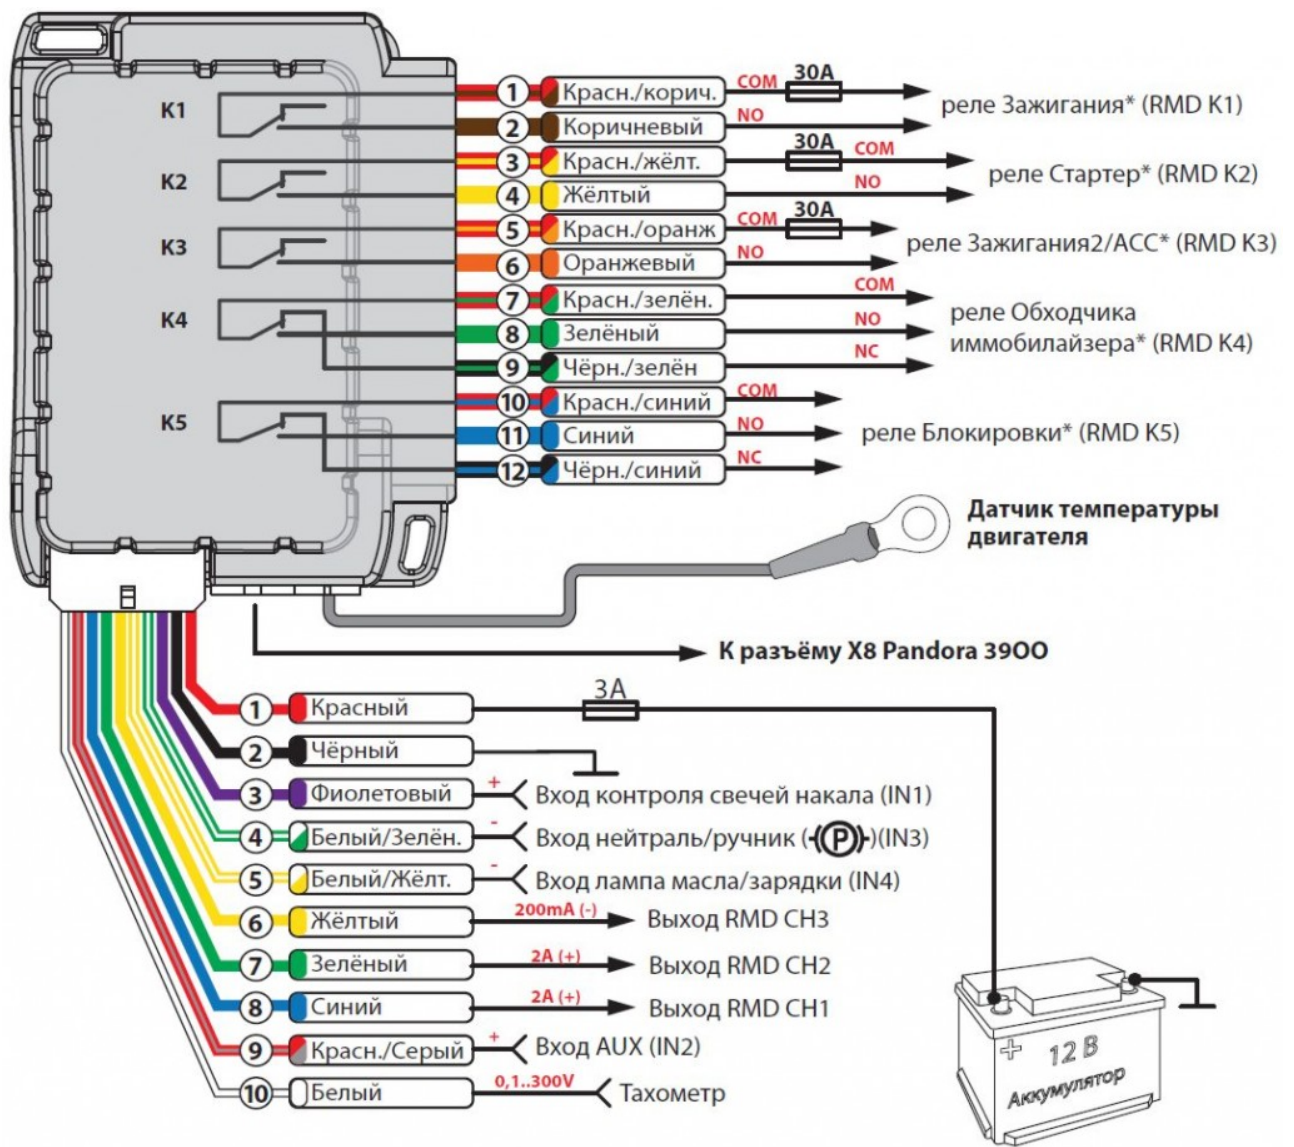 K1
K2
K3
K4
K5
1 Красн./корич. COM 30A
2 Коричневый NO
реле Зажигания* (RMD K1)
3 Красн./жёлт. 30A COM
4 Жёлтый NO
реле Стартер* (RMD K2)
5 Красн./оранж COM 30A
6 Оранжевый NO
реле Зажигания2/ACC* (RMD K3)
7 Красн./зелён. COM
8 Зелёный NO
9 Чёрн./зелён NC
реле Обходчика
иммобилайзера* (RMD K4)
10 Красн./синий COM
11 Синий NO
12 Чёрн./синий NC
реле Блокировки* (RMD K5)
Датчик температуры
двигателя
К разъёму X8 Pandora 3900
1 Красный 3A
2 Чёрный
3 Фиолетовый + Вход контроля свечей накала (IN1)
4 Белый/Зелён. - Вход нейтраль/ручник (-(P)-)(IN3)
5 Белый/Жёлт. - Вход лампа масла/зарядки (IN4)
6 Жёлтый 200mA (-) Выход RMD CH3
7 Зелёный 2A (+) Выход RMD CH2
8 Синий 2A (+) Выход RMD CH1
9 Красн./Серый + Вход AUX (IN2)
10 Белый 0,1..300V Тахометр
+ 12 В
Аккумулятор